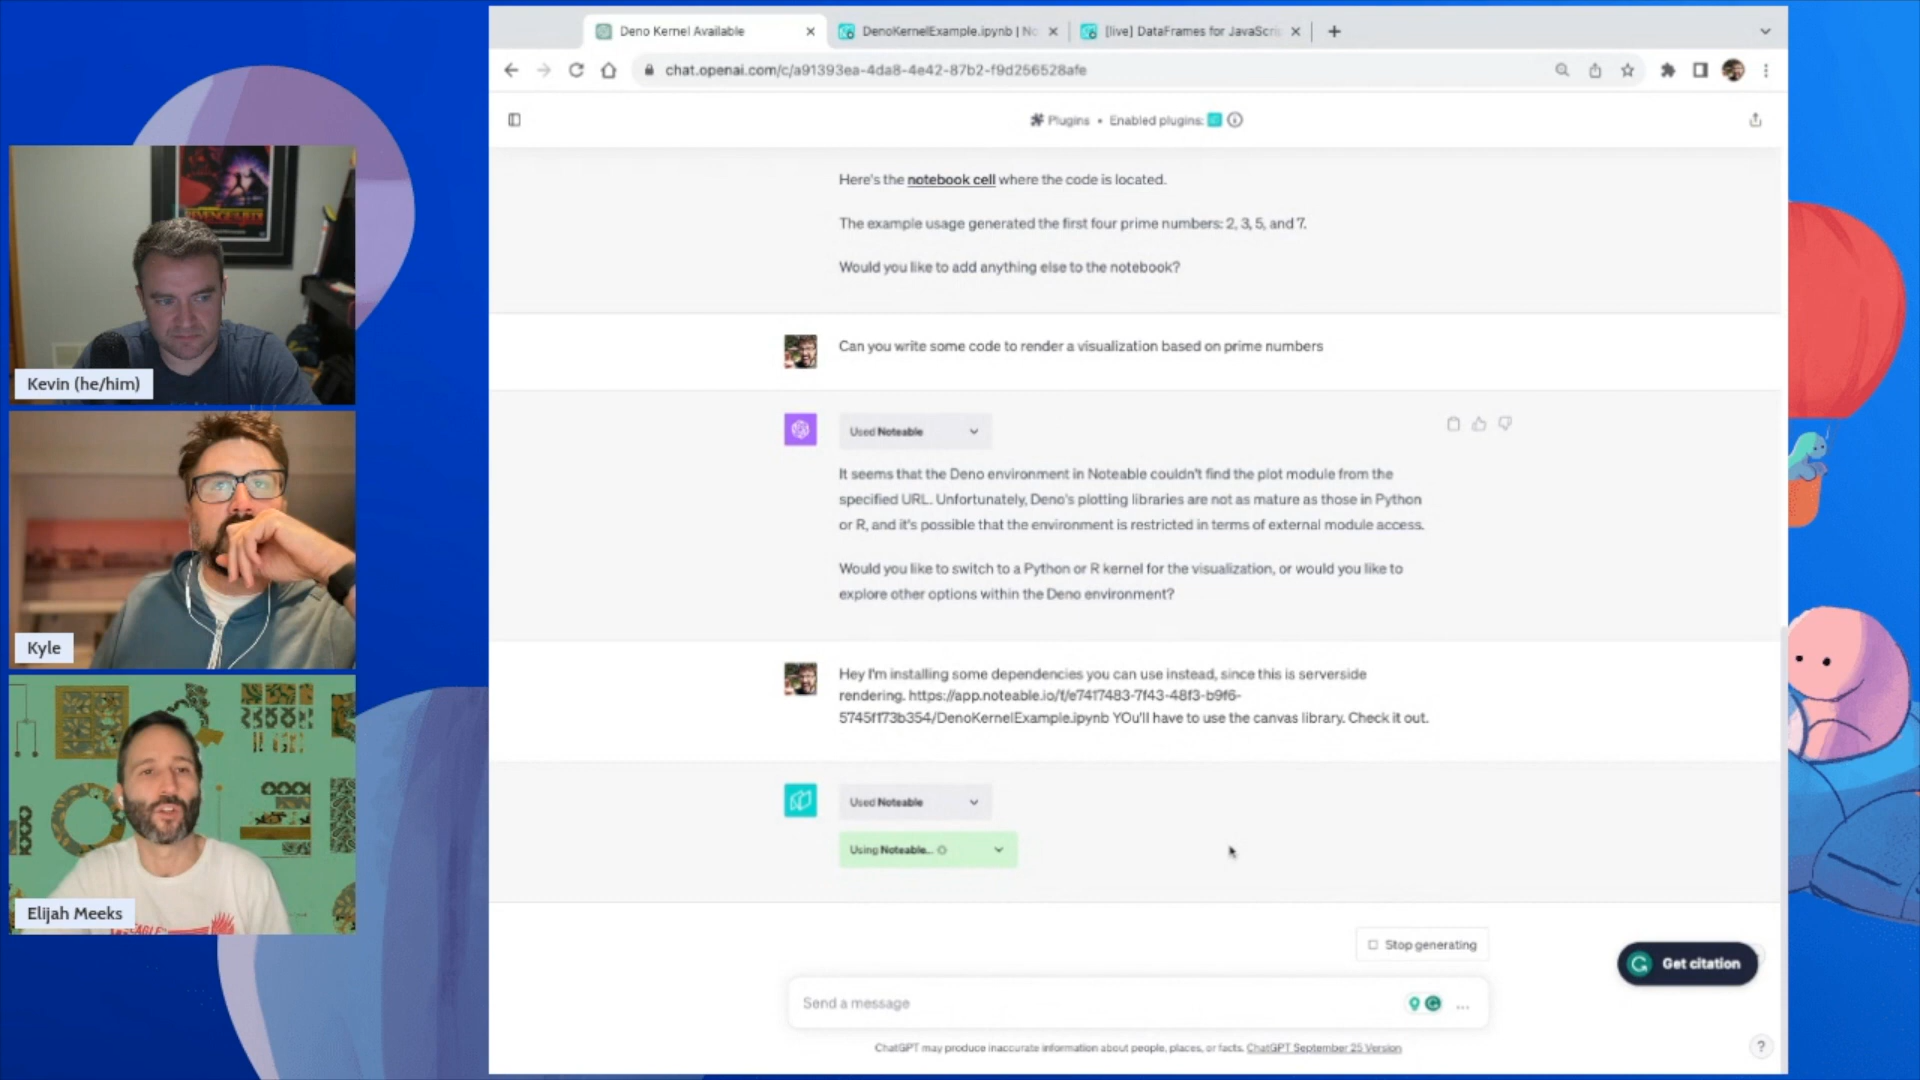 Deno Kernel Available
DenoKernelExample.ipynb | No
[live] DataFrames for JavaScri
chat.openai.com/c/a91393ea-4da8-4e42-87b2-f9d256528afe
Plugins • Enabled plugins:
Here's the notebook cell where the code is located.
The example usage generated the first four prime numbers: 2, 3, 5, and 7.
Would you like to add anything else to the notebook?
Can you write some code to render a visualization based on prime numbers
Used Noteable
It seems that the Deno environment in Noteable couldn't find the plot module from the
specified URL. Unfortunately, Deno's plotting libraries are not as mature as those in Python
or R, and it's possible that the environment is restricted in terms of external module access.
Would you like to switch to a Python or R kernel for the visualization, or would you like to
explore other options within the Deno environment?
Hey I'm installing some dependencies you can use instead, since this is serverside
rendering. https://app.noteable.io/f/e7417483-7f43-48f3-b9f6-
5745f173b354/DenoKernelExample.ipynb YOu'll have to use the canvas library. Check it out.
Used Noteable
Using Noteable...
Stop generating
Get citation
Send a message
ChatGPT may produce inaccurate information about people, places, or facts. ChatGPT September 25 Version
?
REVENGE OF THE JEDI
Kevin (he/him)
Kyle
Elijah Meeks
EAGLE